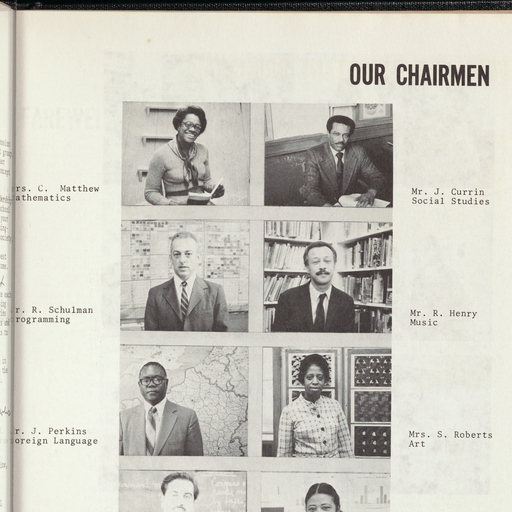 OUR CHAIRMEN
rs. C. Matthew
athematics
Mr. J. Currin
Social Studies
r. R. Schulman
rogramming
Mr. R. Henry
Music
r. J. Perkins
oreign Language
Mrs. S. Roberts
Art